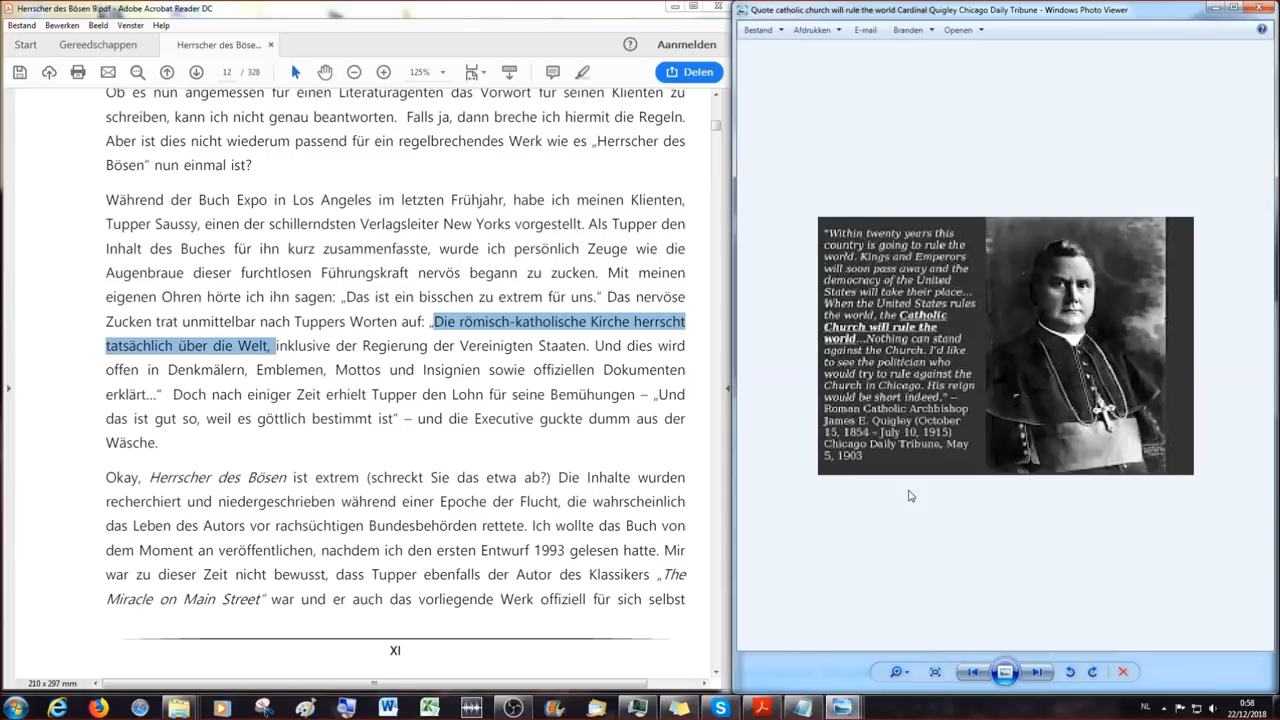 Herrscher des Bösen 9.pdf - Adobe Acrobat Reader DC
Bestand Bewerken Beeld Venster Help
Start Gereedschappen Herrscher des Böse... × Aanmelden
12 / 328 125% Delen
Ob es nun angemessen für einen Literaturagenten das Vorwort für seinen Klienten zu
schreiben, kann ich nicht genau beantworten. Falls ja, dann breche ich hiermit die Regeln.
Aber ist dies nicht wiederum passend für ein regelbrechendes Werk wie es „Herrscher des
Bösen“ nun einmal ist?
Während der Buch Expo in Los Angeles im letzten Frühjahr, habe ich meinen Klienten,
Tupper Saussy, einen der schillerndsten Verlagsleiter New Yorks vorgestellt. Als Tupper den
Inhalt des Buches für ihn kurz zusammenfasste, wurde ich persönlich Zeuge wie die
Augenbraue dieser furchtlosen Führungskraft nervös begann zu zucken. Mit meinen
eigenen Ohren hörte ich ihn sagen: „Das ist ein bisschen zu extrem für uns.“ Das nervöse
Zucken trat unmittelbar nach Tuppers Worten auf: „Die römisch-katholische Kirche herrscht
tatsächlich über die Welt, inklusive der Regierung der Vereinigten Staaten. Und dies wird
offen in Denkmälern, Emblemen, Mottos und Insignien sowie offiziellen Dokumenten
erklärt...“ Doch nach einiger Zeit erhielt Tupper den Lohn für seine Bemühungen – „Und
das ist gut so, weil es göttlich bestimmt ist“ – und die Executive guckte dumm aus der
Wäsche.
Okay, Herrscher des Bösen ist extrem (schreckt Sie das etwa ab?) Die Inhalte wurden
recherchiert und niedergeschrieben während einer Epoche der Flucht, die wahrscheinlich
das Leben des Autors vor rachsüchtigen Bundesbehörden rettete. Ich wollte das Buch von
dem Moment an veröffentlichen, nachdem ich den ersten Entwurf 1993 gelesen hatte. Mir
war zu dieser Zeit nicht bewusst, dass Tupper ebenfalls der Autor des Klassikers „The
Miracle on Main Street“ war und er auch das vorliegende Werk offiziell für sich selbst
XI
210 x 297 mm
Quote catholic church will rule the world Cardinal Quigley Chicago Daily Tribune - Windows Photo Viewer
Bestand Afdrukken E-mail Branden Openen
"Within twenty years this
country is going to rule the
world. Kings and Emperors
will soon pass away and the
democracy of the United
States will take their place...
When the United States rules
the world, the Catholic
Church will rule the
world...Nothing can stand
against the Church. I'd like
to see the politician who
would try to rule against the
Church in Chicago. His reign
would be short indeed." –
Roman Catholic Archbishop
James E. Quigley (October
15, 1854 – July 10, 1915)
Chicago Daily Tribune, May
5, 1903
NL 0:58
22/12/2018